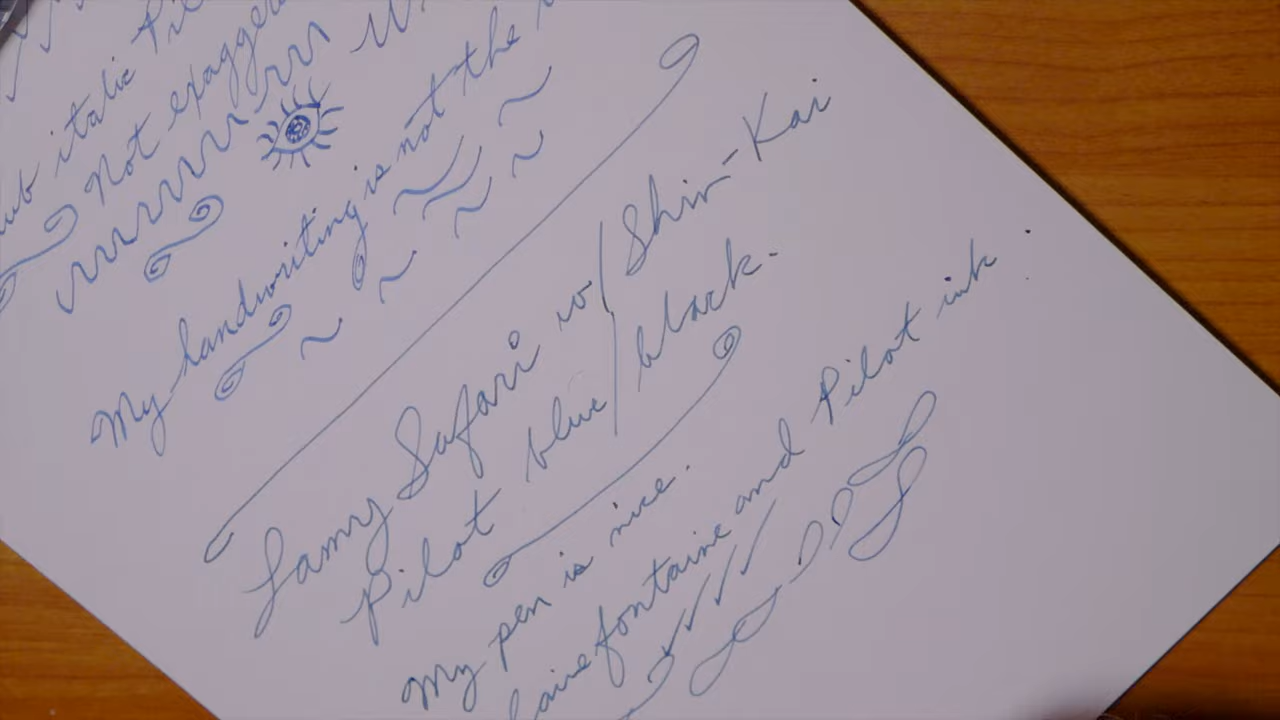 italic
Not
My handwriting is not the
Lamy Safari w/ Shin-Kai
Pilot blue/black.
My pen is nice.
fontaine and Pilot ink.